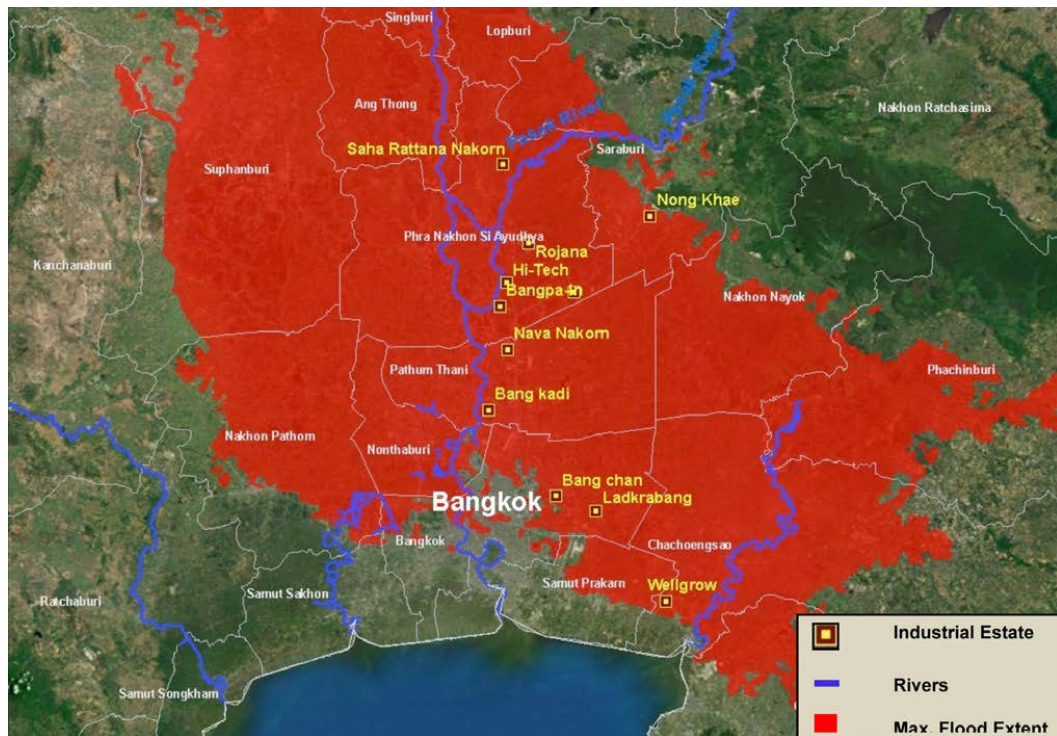 Singburi
Lopburi
Ang Thong
Pasak River
Pasak River
Nakhon Ratchasima
Saha Rattana Nakorn
Saraburi
Suphanburi
Nong Khae
Phra Nakhon Si Ayudhya
Rojana
Kanchanaburi
Hi-Tech
Bangpa-In
Nakhon Nayok
Nava Nakorn
Pathum Thani
Phachinburi
Bang kadi
Nakhon Pathom
Nonthaburi
Bang chan
Bangkok
Ladkrabang
Bangkok
Chachoengsao
Samut Prakarn
Wellgrow
Samut Sakhon
Ratchaburi
Samut Songkham
Industrial Estate
Rivers
Max. Flood Extent